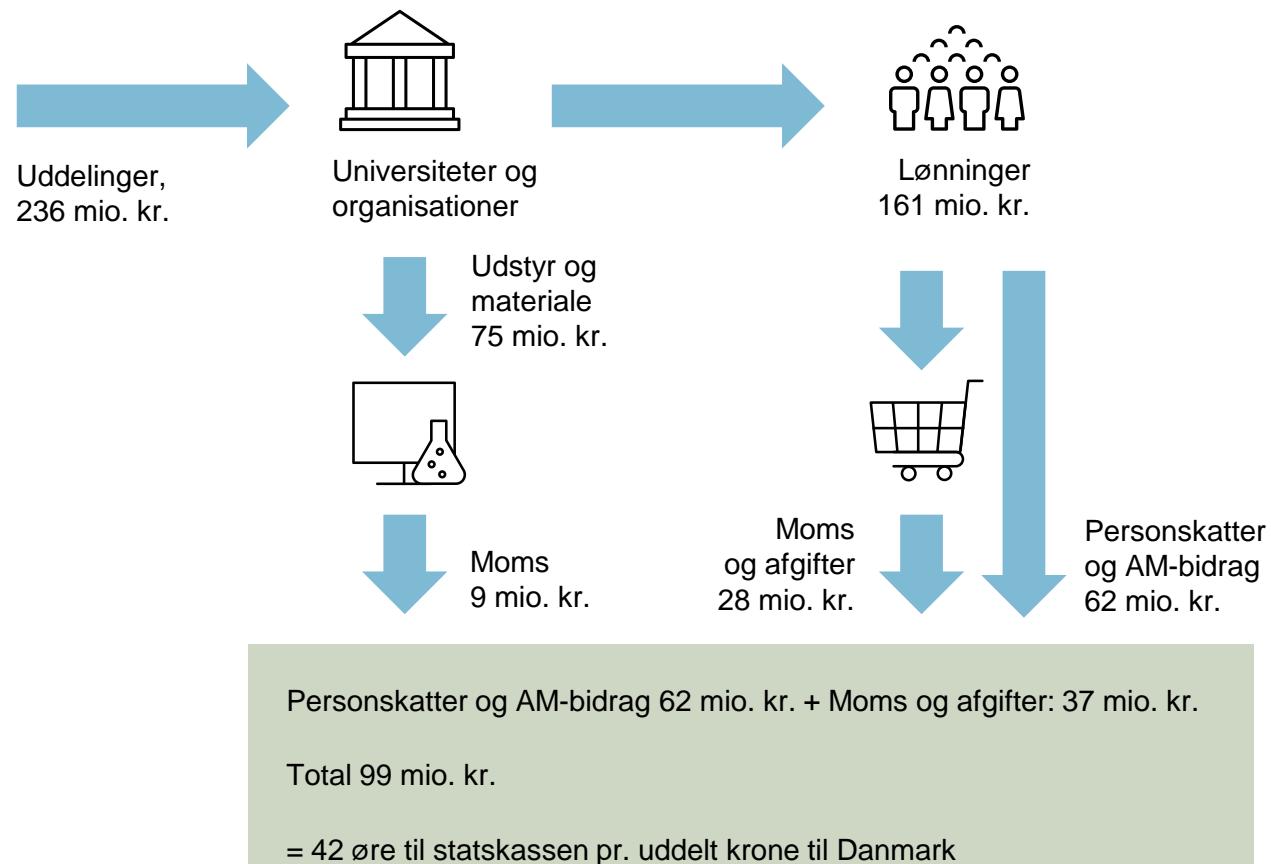 Uddelinger,
236 mio. kr.
Universiteter og
organisationer
Lønninger
161 mio. kr.
Udstyr og
materiale
75 mio. kr.
Moms
9 mio. kr.
Moms
og afgifter
28 mio. kr.
Personskatter
og AM-bidrag
62 mio. kr.
Personskatter og AM-bidrag 62 mio. kr. + Moms og afgifter: 37 mio. kr.
Total 99 mio. kr.
= 42 øre til statskassen pr. uddelt krone til Danmark